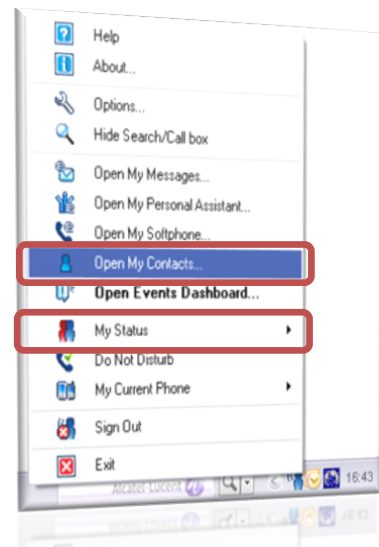 Help
About...
Options...
Hide Search/Call box
Open My Messages...
Open My Personal Assistant...
Open My Softphone...
Open My Contacts...
Open Events Dashboard...
My Status
Do Not Disturb
My Current Phone
Sign Out
Exit
Alcatel-Lucent 16:43